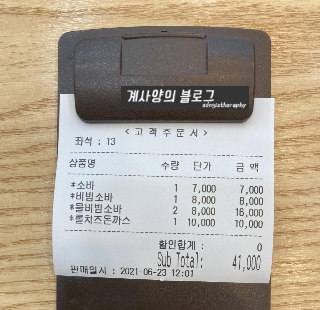 계사양의 블로그
<고객주문서>
좌석 : 13
상품명 수량 단가 금 액
*소바 1 7,000 7,000
*비빔소바 1 8,000 8,000
*물비빔소바 2 8,000 16,000
*롤치즈돈까스 1 10,000 10,000
할인합계 : 0
Sub Total: 41,000
판매일시 : 2021-06-23 12:01